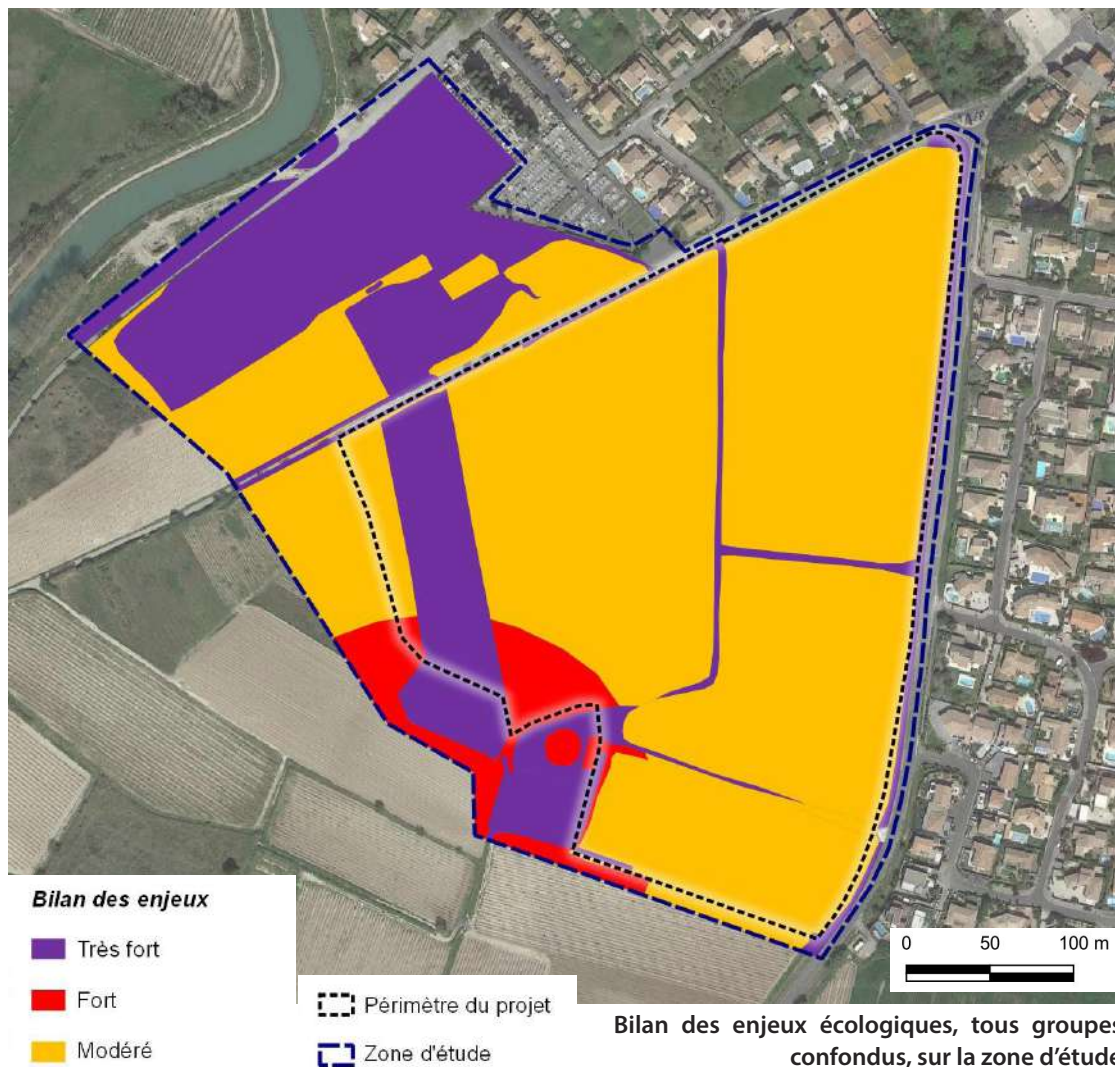 Bilan des enjeux
Très fort
Fort
Modéré
Périmètre du projet
Zone d'étude
0 50 100 m
Bilan des enjeux écologiques, tous groupes
confondus, sur la zone d’étude